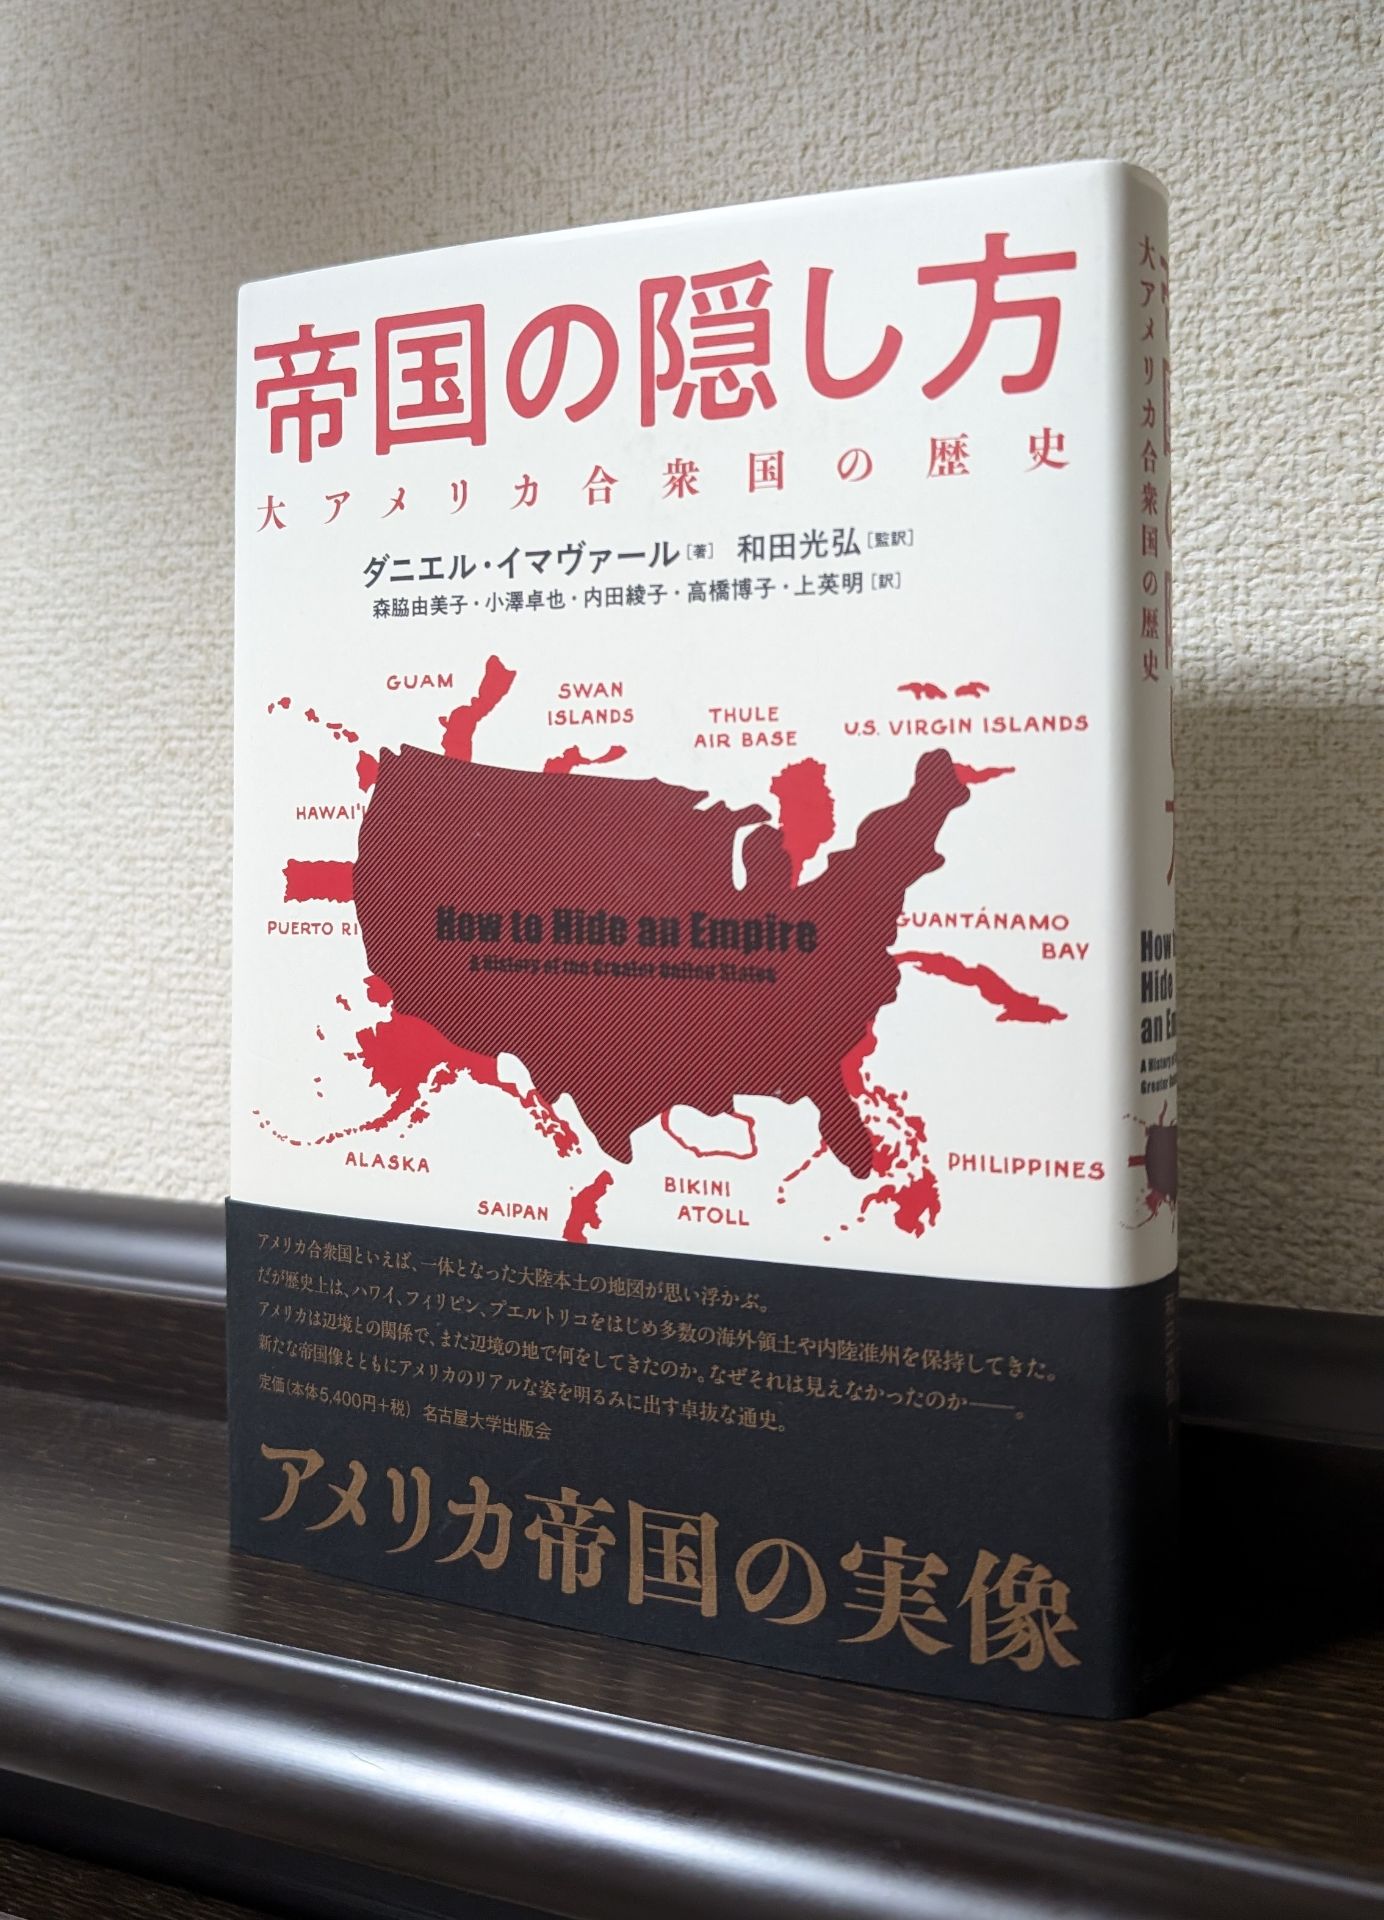 帝国の隠し方
大アメリカ合衆国の歴史
ダニエル・イマヴァール[著] 和田光弘[監訳]
森脇由美子・小澤卓也・内田綾子・高橋博子・上英明[訳]
GUAM
SWAN
ISLANDS
THULE
AIR BASE
U.S. VIRGIN ISLANDS
HAWAI'I
PUERTO RI
How to Hide an Empire
A History of the Greater United States
GUANTÁNAMO
BAY
ALASKA
SAIPAN
BIKINI
ATOLL
PHILIPPINES
アメリカ合衆国といえば、一体となった大陸本土の地図が思い浮かぶ。
だが歴史上は、ハワイ、フィリピン、プエルトリコをはじめ多数の海外領土や内陸准州を保持してきた。
アメリカは辺境との関係で、また辺境の地で何をしてきたのか。なぜそれは見えなかったのか――。
新たな帝国像とともにアメリカのリアルな姿を明るみに出す卓抜な通史。
定価(本体5,400円+税) 名古屋大学出版会
アメリカ帝国の実像
大アメリカ合衆国の歴史
How
Hide
an Em
A History
Greater